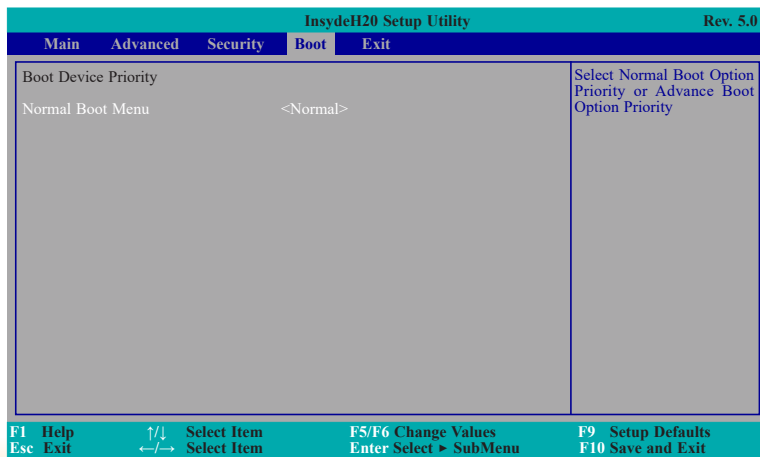 InsydeH20 Setup Utility Rev. 5.0
Main Advanced Security Boot Exit
Boot Device Priority
Normal Boot Menu <Normal>
Select Normal Boot Option
Priority or Advance Boot
Option Priority
F1 Help ↑/↓ Select Item F5/F6 Change Values F9 Setup Defaults
Esc Exit ←/→ Select Item Enter Select ► SubMenu F10 Save and Exit